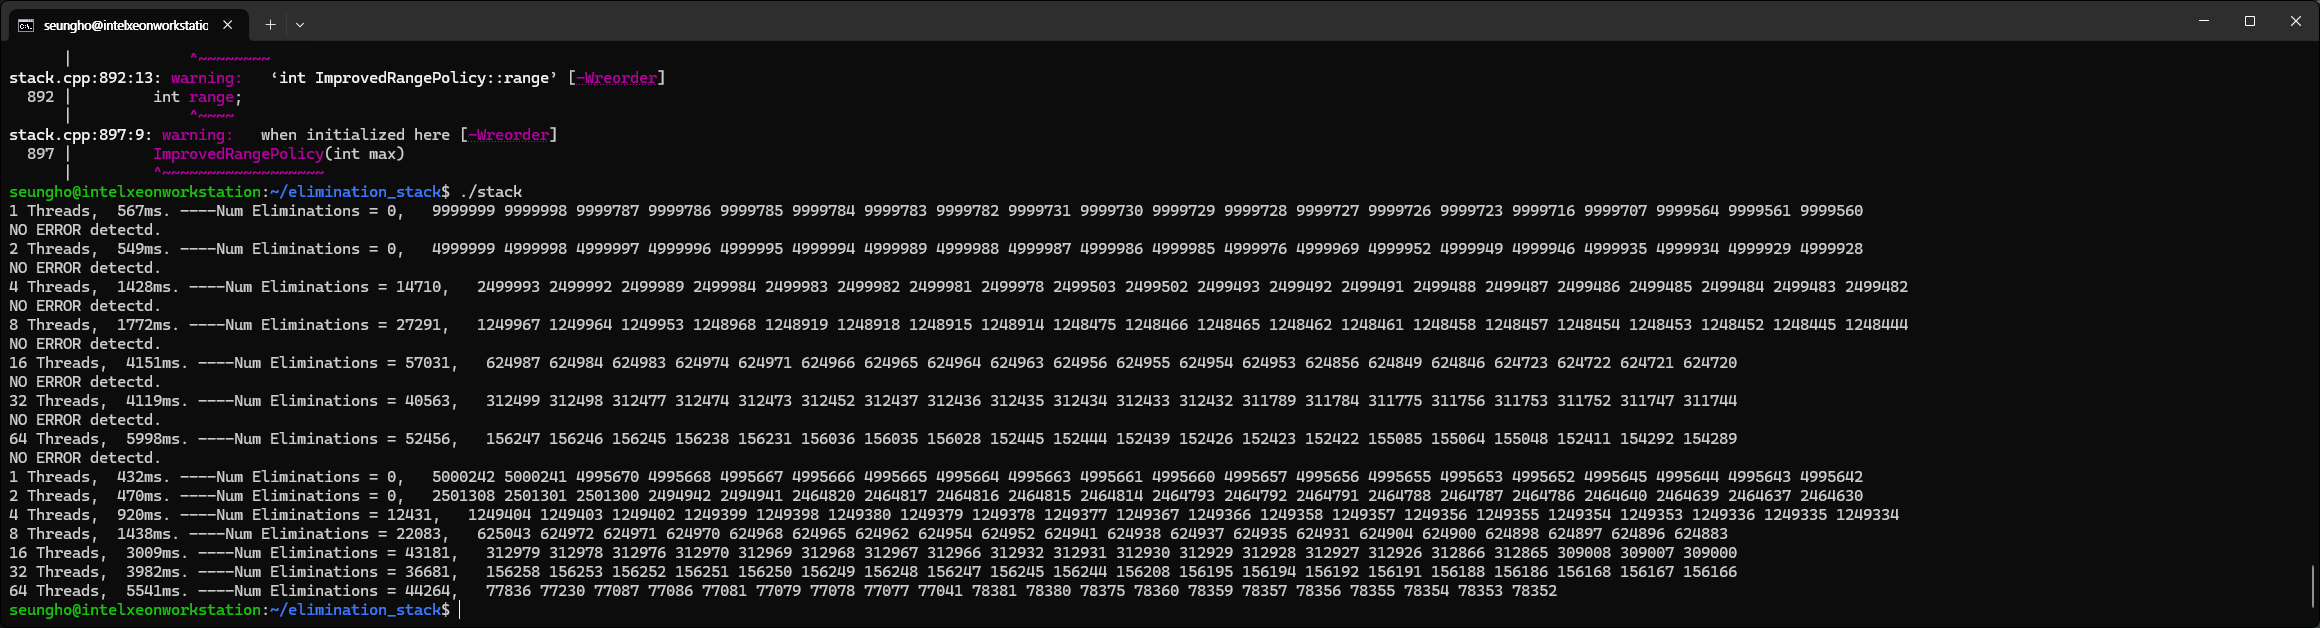 seungho@intelxeonworkstatio
|             ^~~~~~~~~
stack.cpp:892:13: warning:   ‘int ImprovedRangePolicy::range’ [-Wreorder]
  892 |         int range;
      |             ^~~~~
stack.cpp:897:9: warning:   when initialized here [-Wreorder]
  897 |         ImprovedRangePolicy(int max)
      |         ^~~~~~~~~~~~~~~~~~~
seungho@intelxeonworkstation:~/elimination_stack$ ./stack
1 Threads,  567ms. ----Num Eliminations = 0,   9999999 9999998 9999787 9999786 9999785 9999784 9999783 9999782 9999731 9999730 9999729 9999728 9999727 9999726 9999723 9999716 9999707 9999564 9999561 9999560
NO ERROR detectd.
2 Threads,  549ms. ----Num Eliminations = 0,   4999999 4999998 4999997 4999996 4999995 4999994 4999989 4999988 4999987 4999986 4999985 4999976 4999969 4999952 4999949 4999946 4999935 4999934 4999929 4999928
NO ERROR detectd.
4 Threads,  1428ms. ----Num Eliminations = 14710,   2499993 2499992 2499989 2499984 2499983 2499982 2499981 2499978 2499503 2499502 2499493 2499492 2499491 2499488 2499487 2499486 2499485 2499484 2499483 2499482
NO ERROR detectd.
8 Threads,  1772ms. ----Num Eliminations = 27291,   1249967 1249964 1249953 1248968 1248919 1248918 1248915 1248914 1248475 1248466 1248465 1248462 1248461 1248458 1248457 1248454 1248453 1248452 1248445 1248444
NO ERROR detectd.
16 Threads,  4151ms. ----Num Eliminations = 57031,   624987 624984 624983 624974 624971 624966 624965 624964 624963 624956 624955 624954 624953 624856 624849 624846 624723 624722 624721 624720
NO ERROR detectd.
32 Threads,  4119ms. ----Num Eliminations = 40563,   312499 312498 312477 312474 312473 312452 312437 312436 312435 312434 312433 312432 311789 311784 311775 311756 311753 311752 311747 311744
NO ERROR detectd.
64 Threads,  5998ms. ----Num Eliminations = 52456,   156247 156246 156245 156238 156231 156036 156035 156028 152445 152444 152439 152426 152423 152422 155085 155064 155048 152411 154292 154289
NO ERROR detectd.
1 Threads,  432ms. ----Num Eliminations = 0,   5000242 5000241 4995670 4995668 4995667 4995666 4995665 4995664 4995663 4995661 4995660 4995657 4995656 4995655 4995653 4995652 4995645 4995644 4995643 4995642
2 Threads,  470ms. ----Num Eliminations = 0,   2501308 2501301 2501300 2494942 2494941 2464820 2464817 2464816 2464815 2464814 2464793 2464792 2464791 2464788 2464787 2464786 2464640 2464639 2464637 2464630
4 Threads,  920ms. ----Num Eliminations = 12431,   1249404 1249403 1249402 1249399 1249398 1249380 1249379 1249378 1249377 1249367 1249366 1249358 1249357 1249356 1249355 1249354 1249353 1249336 1249335 1249334
8 Threads,  1438ms. ----Num Eliminations = 22083,   625043 624972 624971 624970 624968 624965 624962 624954 624952 624941 624938 624937 624935 624931 624904 624900 624898 624897 624896 624883
16 Threads,  3009ms. ----Num Eliminations = 43181,   312979 312978 312976 312970 312969 312968 312967 312966 312932 312931 312930 312929 312928 312927 312926 312866 312865 309008 309007 309000
32 Threads,  3982ms. ----Num Eliminations = 36681,   156258 156253 156252 156251 156250 156249 156248 156247 156245 156244 156208 156195 156194 156192 156191 156188 156186 156168 156167 156166
64 Threads,  5541ms. ----Num Eliminations = 44264,   77836 77230 77087 77086 77081 77079 77078 77077 77041 78381 78380 78375 78360 78359 78357 78356 78355 78354 78353 78352
seungho@intelxeonworkstation:~/elimination_stack$